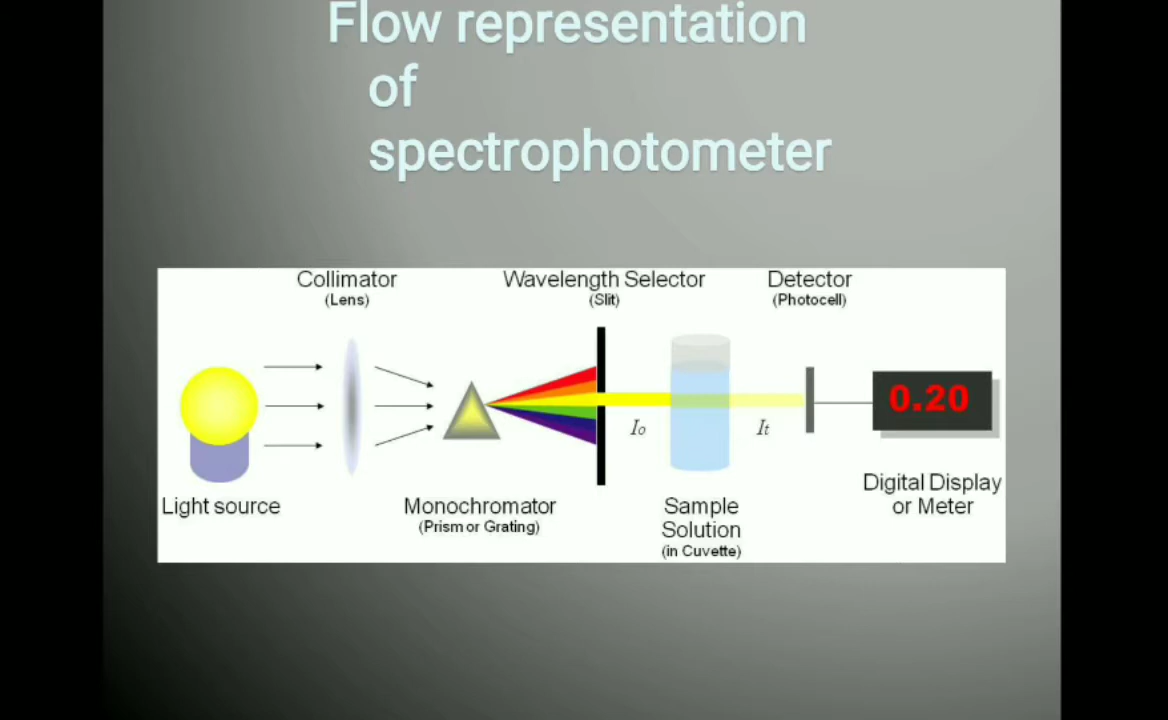 Flow representation
of
spectrophotometer
Collimator
(Lens)
Wavelength Selector
(Slit)
Detector
(Photocell)
0.20
Io
It
Light source
Monochromator
(Prism or Grating)
Sample
Solution
(in Cuvette)
Digital Display
or Meter